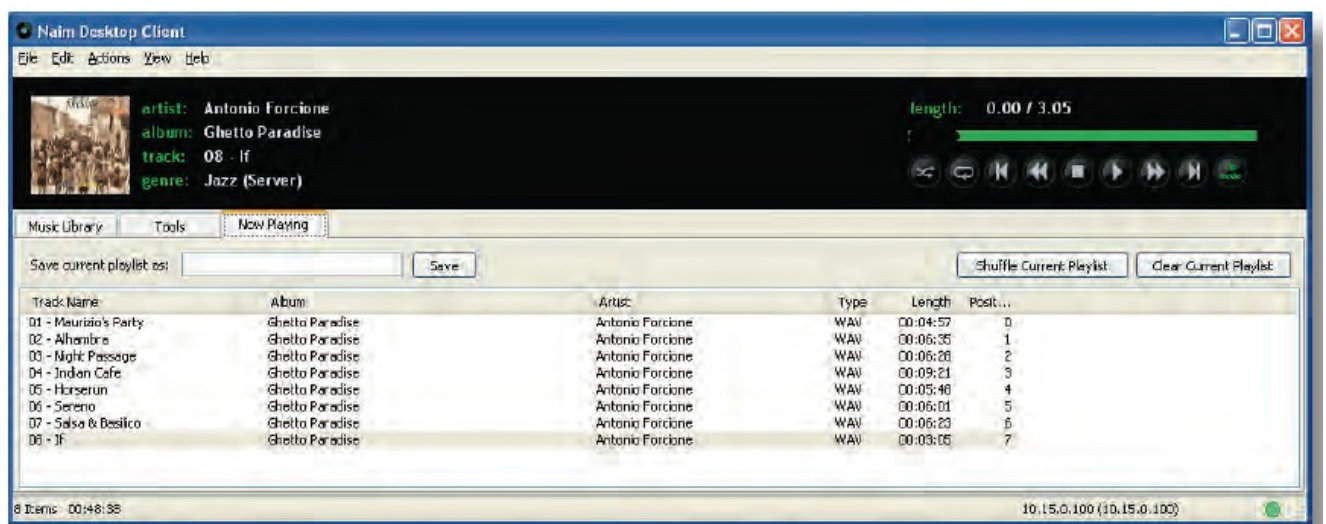 Naim Desktop Client
File Edit Actions View Help
artist: Antonio Forcione
album: Ghetto Paradise
track: 08 - If
genre: Jazz (Server)
length: 0.00 / 3.05
Music Library Tools Now Playing
Save current playlist as: Save Shuffle Current Playlist Clear Current Playlist
Track Name Album Artist Type Length Posit...
01 - Maurizio's Party Ghetto Paradise Antonio Forcione WAV 00:04:57 0
02 - Alhambra Ghetto Paradise Antonio Forcione WAV 00:06:35 1
03 - Night Passage Ghetto Paradise Antonio Forcione WAV 00:06:28 2
04 - Indian Cafe Ghetto Paradise Antonio Forcione WAV 00:09:21 3
05 - Horserun Ghetto Paradise Antonio Forcione WAV 00:05:48 4
06 - Sereno Ghetto Paradise Antonio Forcione WAV 00:06:01 5
07 - Salsa & Basilico Ghetto Paradise Antonio Forcione WAV 00:06:23 6
08 - If Ghetto Paradise Antonio Forcione WAV 00:03:05 7
8 Items 00:48:38 10.15.0.100 (10.15.0.100)